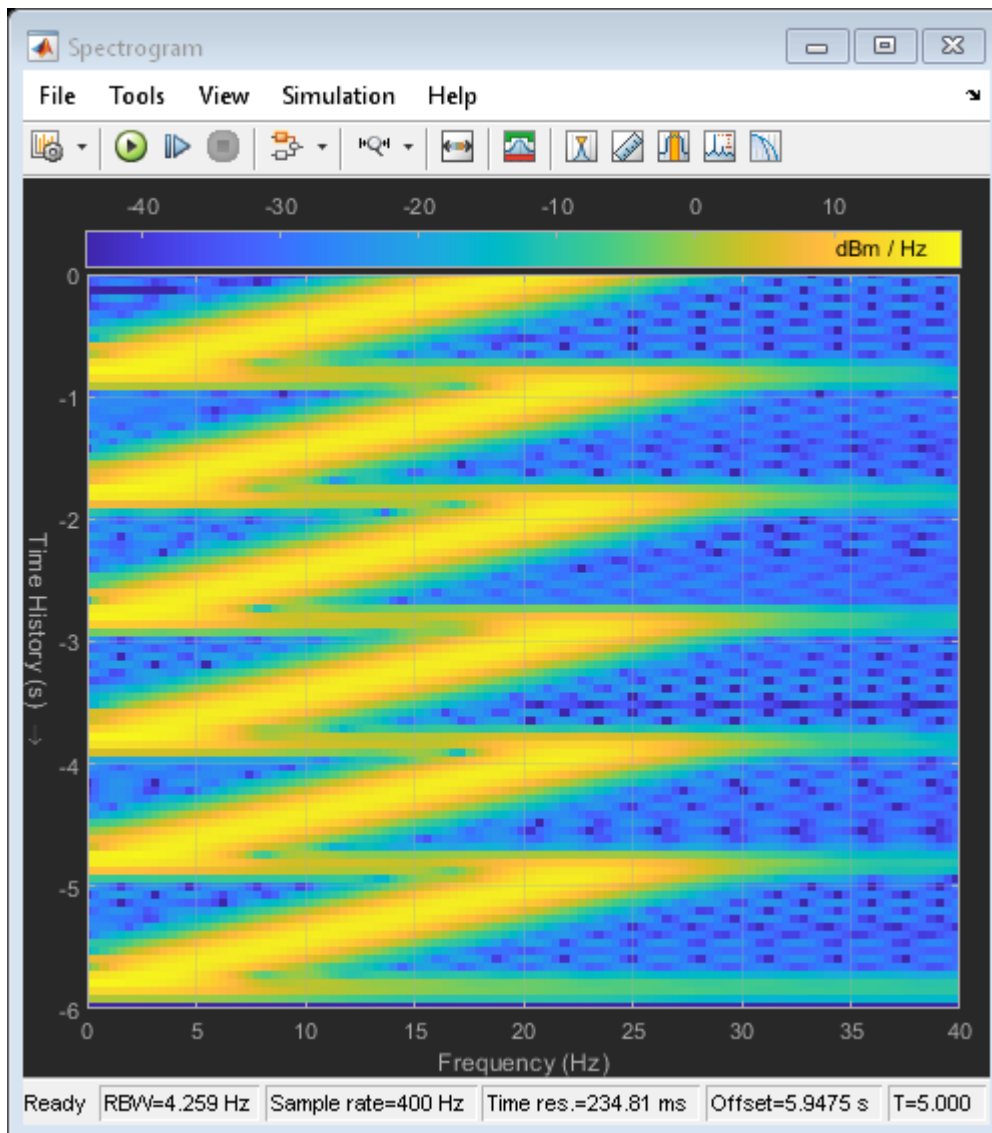 Spectrogram
File Tools View Simulation Help
-40 -30 -20 -10 0 10
dBm / Hz
0
-1
-2
-3
-4
-5
-6
Time History (s) →
0 5 10 15 20 25 30 35 40
Frequency (Hz)
Ready RBW=4.259 Hz Sample rate=400 Hz Time res.=234.81 ms Offset=5.9475 s T=5.000